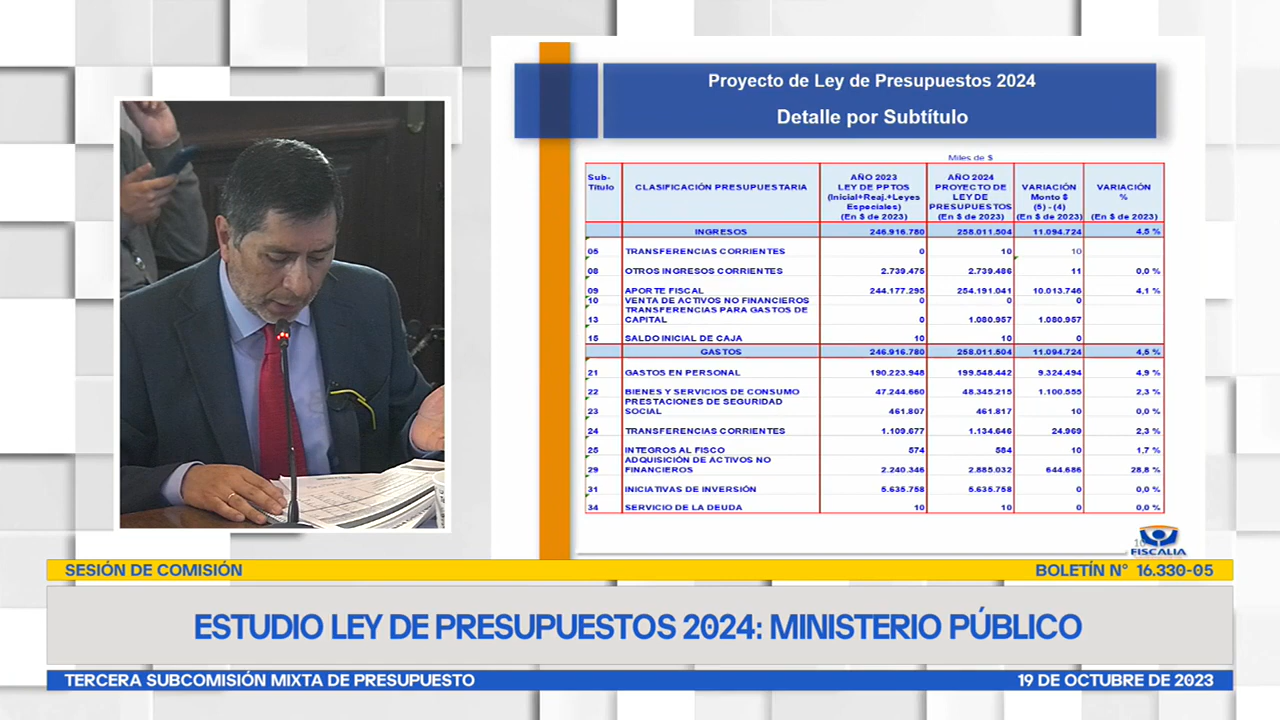 Proyecto de Ley de Presupuestos 2024
Detalle por Subtítulo
Miles de $
Sub-Título CLASIFICACIÓN PRESUPUESTARIA AÑO 2023 LEY DE PPTOS (Inicial+Reaj.+Leyes Especiales) (En $ de 2023) AÑO 2024 PROYECTO DE LEY DE PRESUPUESTOS (En $ de 2023) VARIACIÓN Monto $ (5) - (4) (En $ de 2023) VARIACIÓN % (En $ de 2023)
INGRESOS 246.916.780 258.011.504 11.094.724 4,5 %
05 TRANSFERENCIAS CORRIENTES 0 10 10
08 OTROS INGRESOS CORRIENTES 2.739.475 2.739.486 11 0,0 %
09 APORTE FISCAL 244.177.295 254.191.041 10.013.746 4,1 %
10 VENTA DE ACTIVOS NO FINANCIEROS 0 0 0
13 TRANSFERENCIAS PARA GASTOS DE CAPITAL 0 1.080.957 1.080.957
15 SALDO INICIAL DE CAJA 10 10 0
GASTOS 246.916.780 258.011.504 11.094.724 4,5 %
21 GASTOS EN PERSONAL 190.223.948 199.548.442 9.324.494 4,9 %
22 BIENES Y SERVICIOS DE CONSUMO 47.244.660 48.345.215 1.100.555 2,3 %
23 PRESTACIONES DE SEGURIDAD SOCIAL 461.807 461.817 10 0,0 %
24 TRANSFERENCIAS CORRIENTES 1.109.677 1.134.646 24.969 2,3 %
25 INTEGROS AL FISCO 574 584 10 1,7 %
29 ADQUISICIÓN DE ACTIVOS NO FINANCIEROS 2.240.346 2.885.032 644.686 28,8 %
31 INICIATIVAS DE INVERSIÓN 5.635.758 5.635.758 0 0,0 %
34 SERVICIO DE LA DEUDA 10 10 0 0,0 %
FISCALIA
SESIÓN DE COMISIÓN BOLETÍN N° 16.330-05
ESTUDIO LEY DE PRESUPUESTOS 2024: MINISTERIO PÚBLICO
TERCERA SUBCOMISIÓN MIXTA DE PRESUPUESTO 19 DE OCTUBRE DE 2023